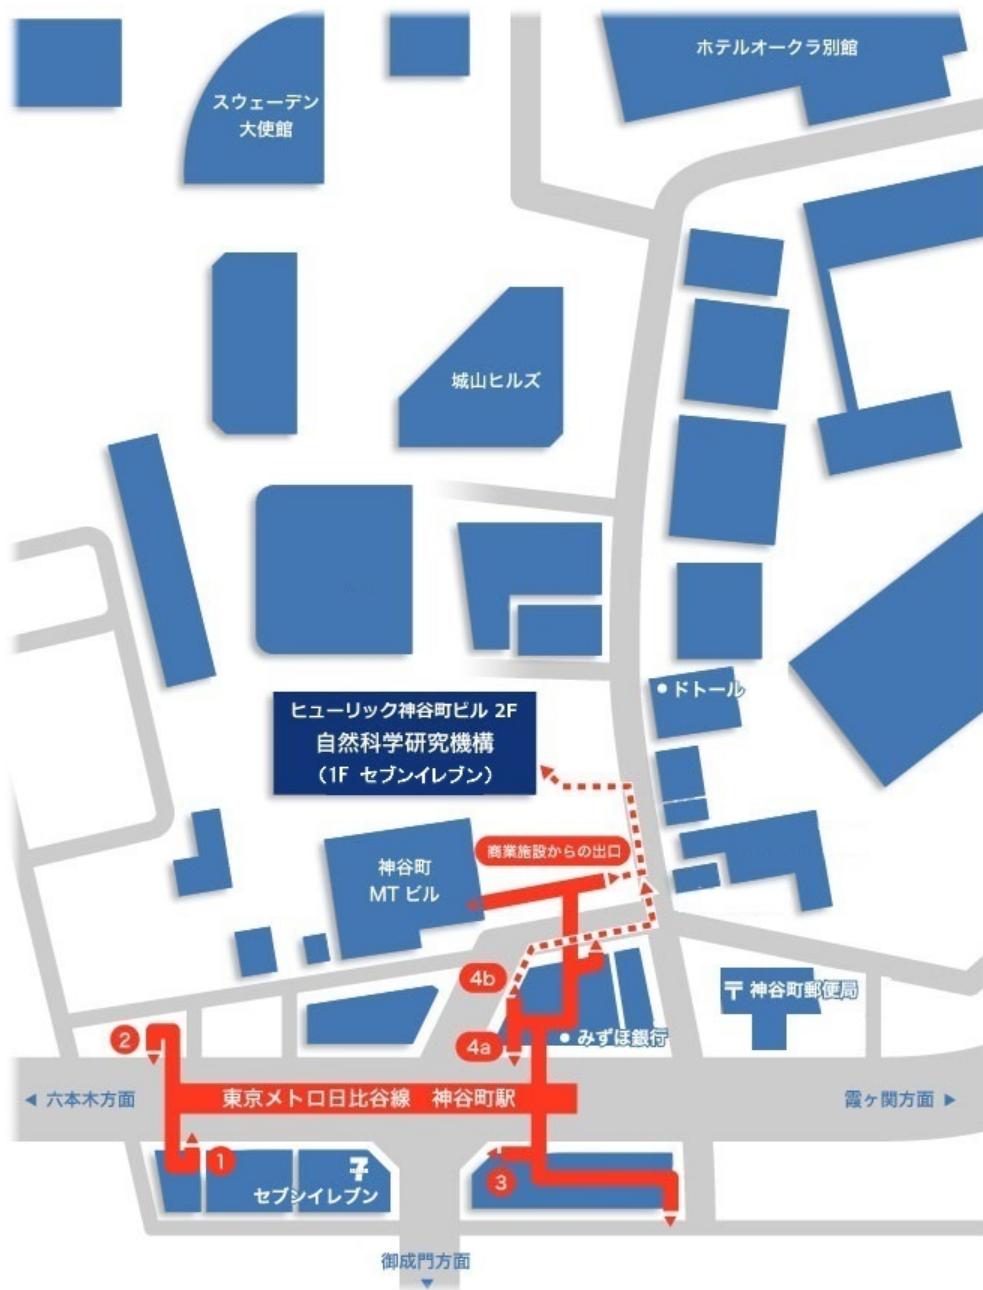 ホテルオークラ別館
スウェーデン
大使館
城山ヒルズ
ドトール
ヒューリック神谷町ビル 2F
自然科学研究機構
（1F セブンイレブン）
商業施設からの出口
神谷町
MT ビル
4b
神谷町郵便局
2
4a
みずほ銀行
六本木方面
東京メトロ日比谷線 神谷町駅
霞ヶ関方面
1
3
セブンイレブン
御成門方面